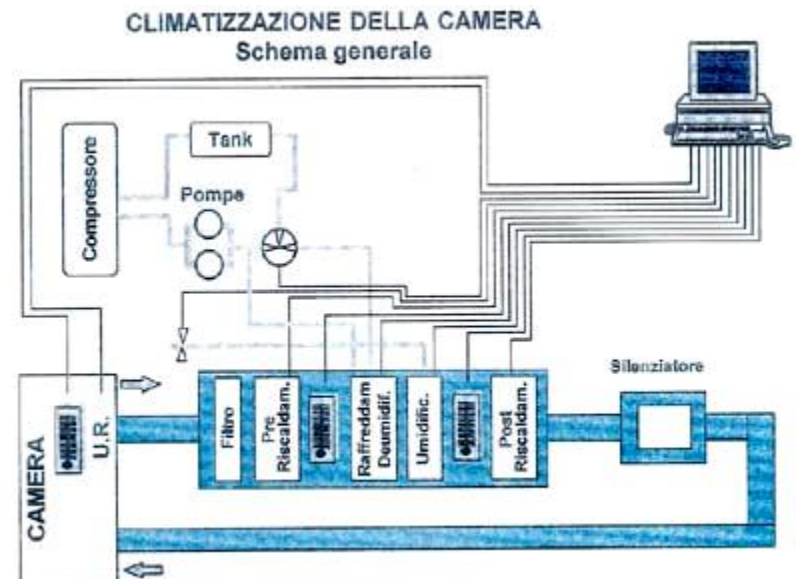 CLIMATIZZAZIONE DELLA CAMERA
Schema generale
Compressore
Tank
Pompe
CAMERA
U.R.
Filtro
Pre
Riscaldam.
Raffreddam
Deumidif.
Umidific.
Post
Riscaldam.
Silenziatore